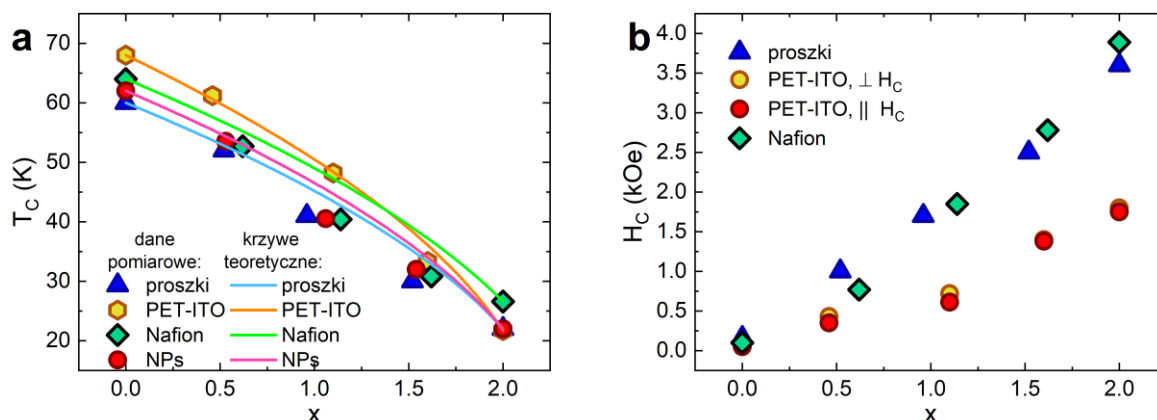 a
70
60
50
40
30
20
T_C (K)
dane krzywe
pomiarowe: teoretyczne:
proszki proszki
PET-ITO PET-ITO
Nafion Nafion
NPs NPs
0.0 0.5 1.0 1.5 2.0
x
b
4.0
3.5
3.0
2.5
2.0
1.5
1.0
0.5
0.0
H_C (kOe)
proszki
PET-ITO, ⊥ H_C
PET-ITO, || H_C
Nafion
0.0 0.5 1.0 1.5 2.0
x